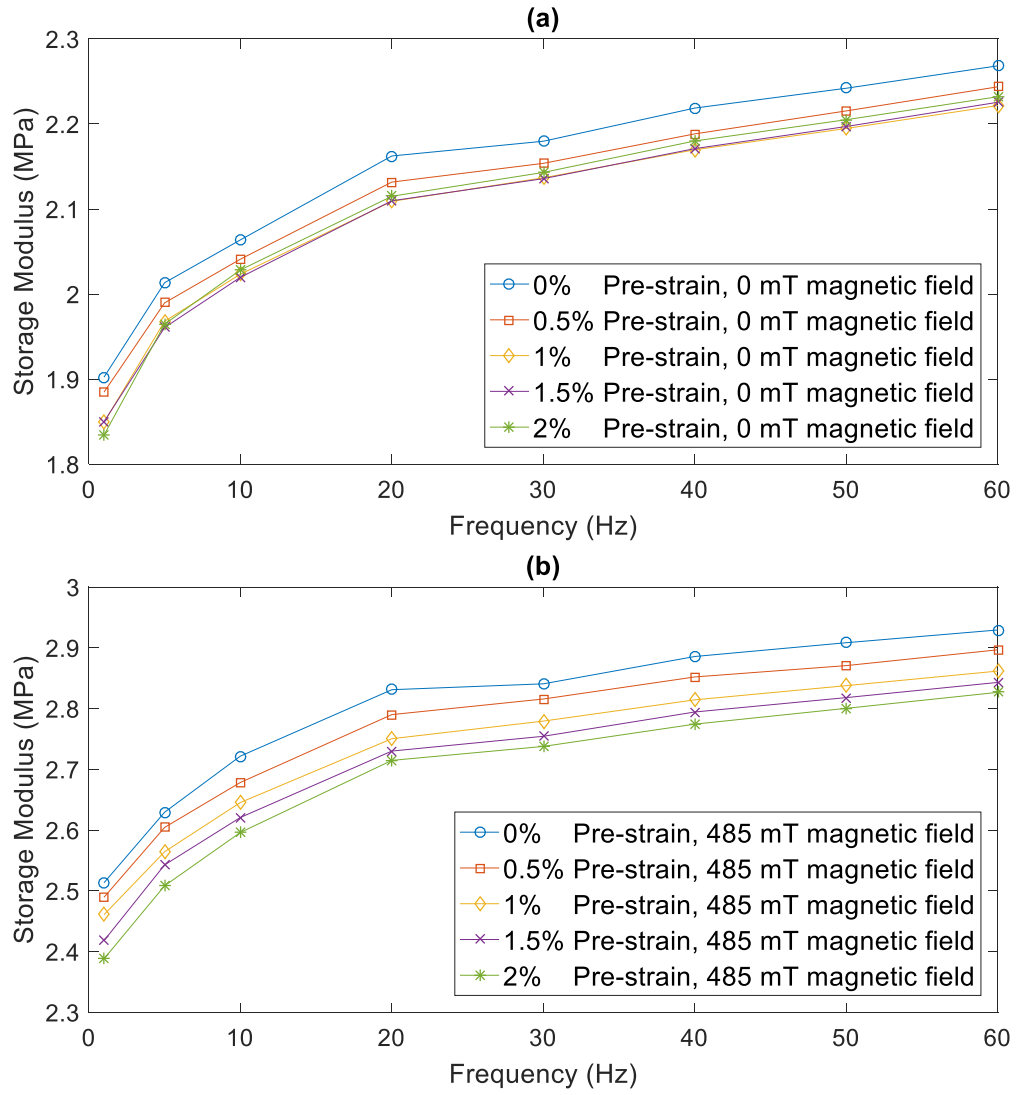 (a)
2.3
2.2
2.1
2
1.9
1.8
Storage Modulus (MPa)
0% Pre-strain, 0 mT magnetic field
0.5% Pre-strain, 0 mT magnetic field
1% Pre-strain, 0 mT magnetic field
1.5% Pre-strain, 0 mT magnetic field
2% Pre-strain, 0 mT magnetic field
0 10 20 30 40 50 60
Frequency (Hz)
(b)
3
2.9
2.8
2.7
2.6
2.5
2.4
2.3
Storage Modulus (MPa)
0% Pre-strain, 485 mT magnetic field
0.5% Pre-strain, 485 mT magnetic field
1% Pre-strain, 485 mT magnetic field
1.5% Pre-strain, 485 mT magnetic field
2% Pre-strain, 485 mT magnetic field
0 10 20 30 40 50 60
Frequency (Hz)